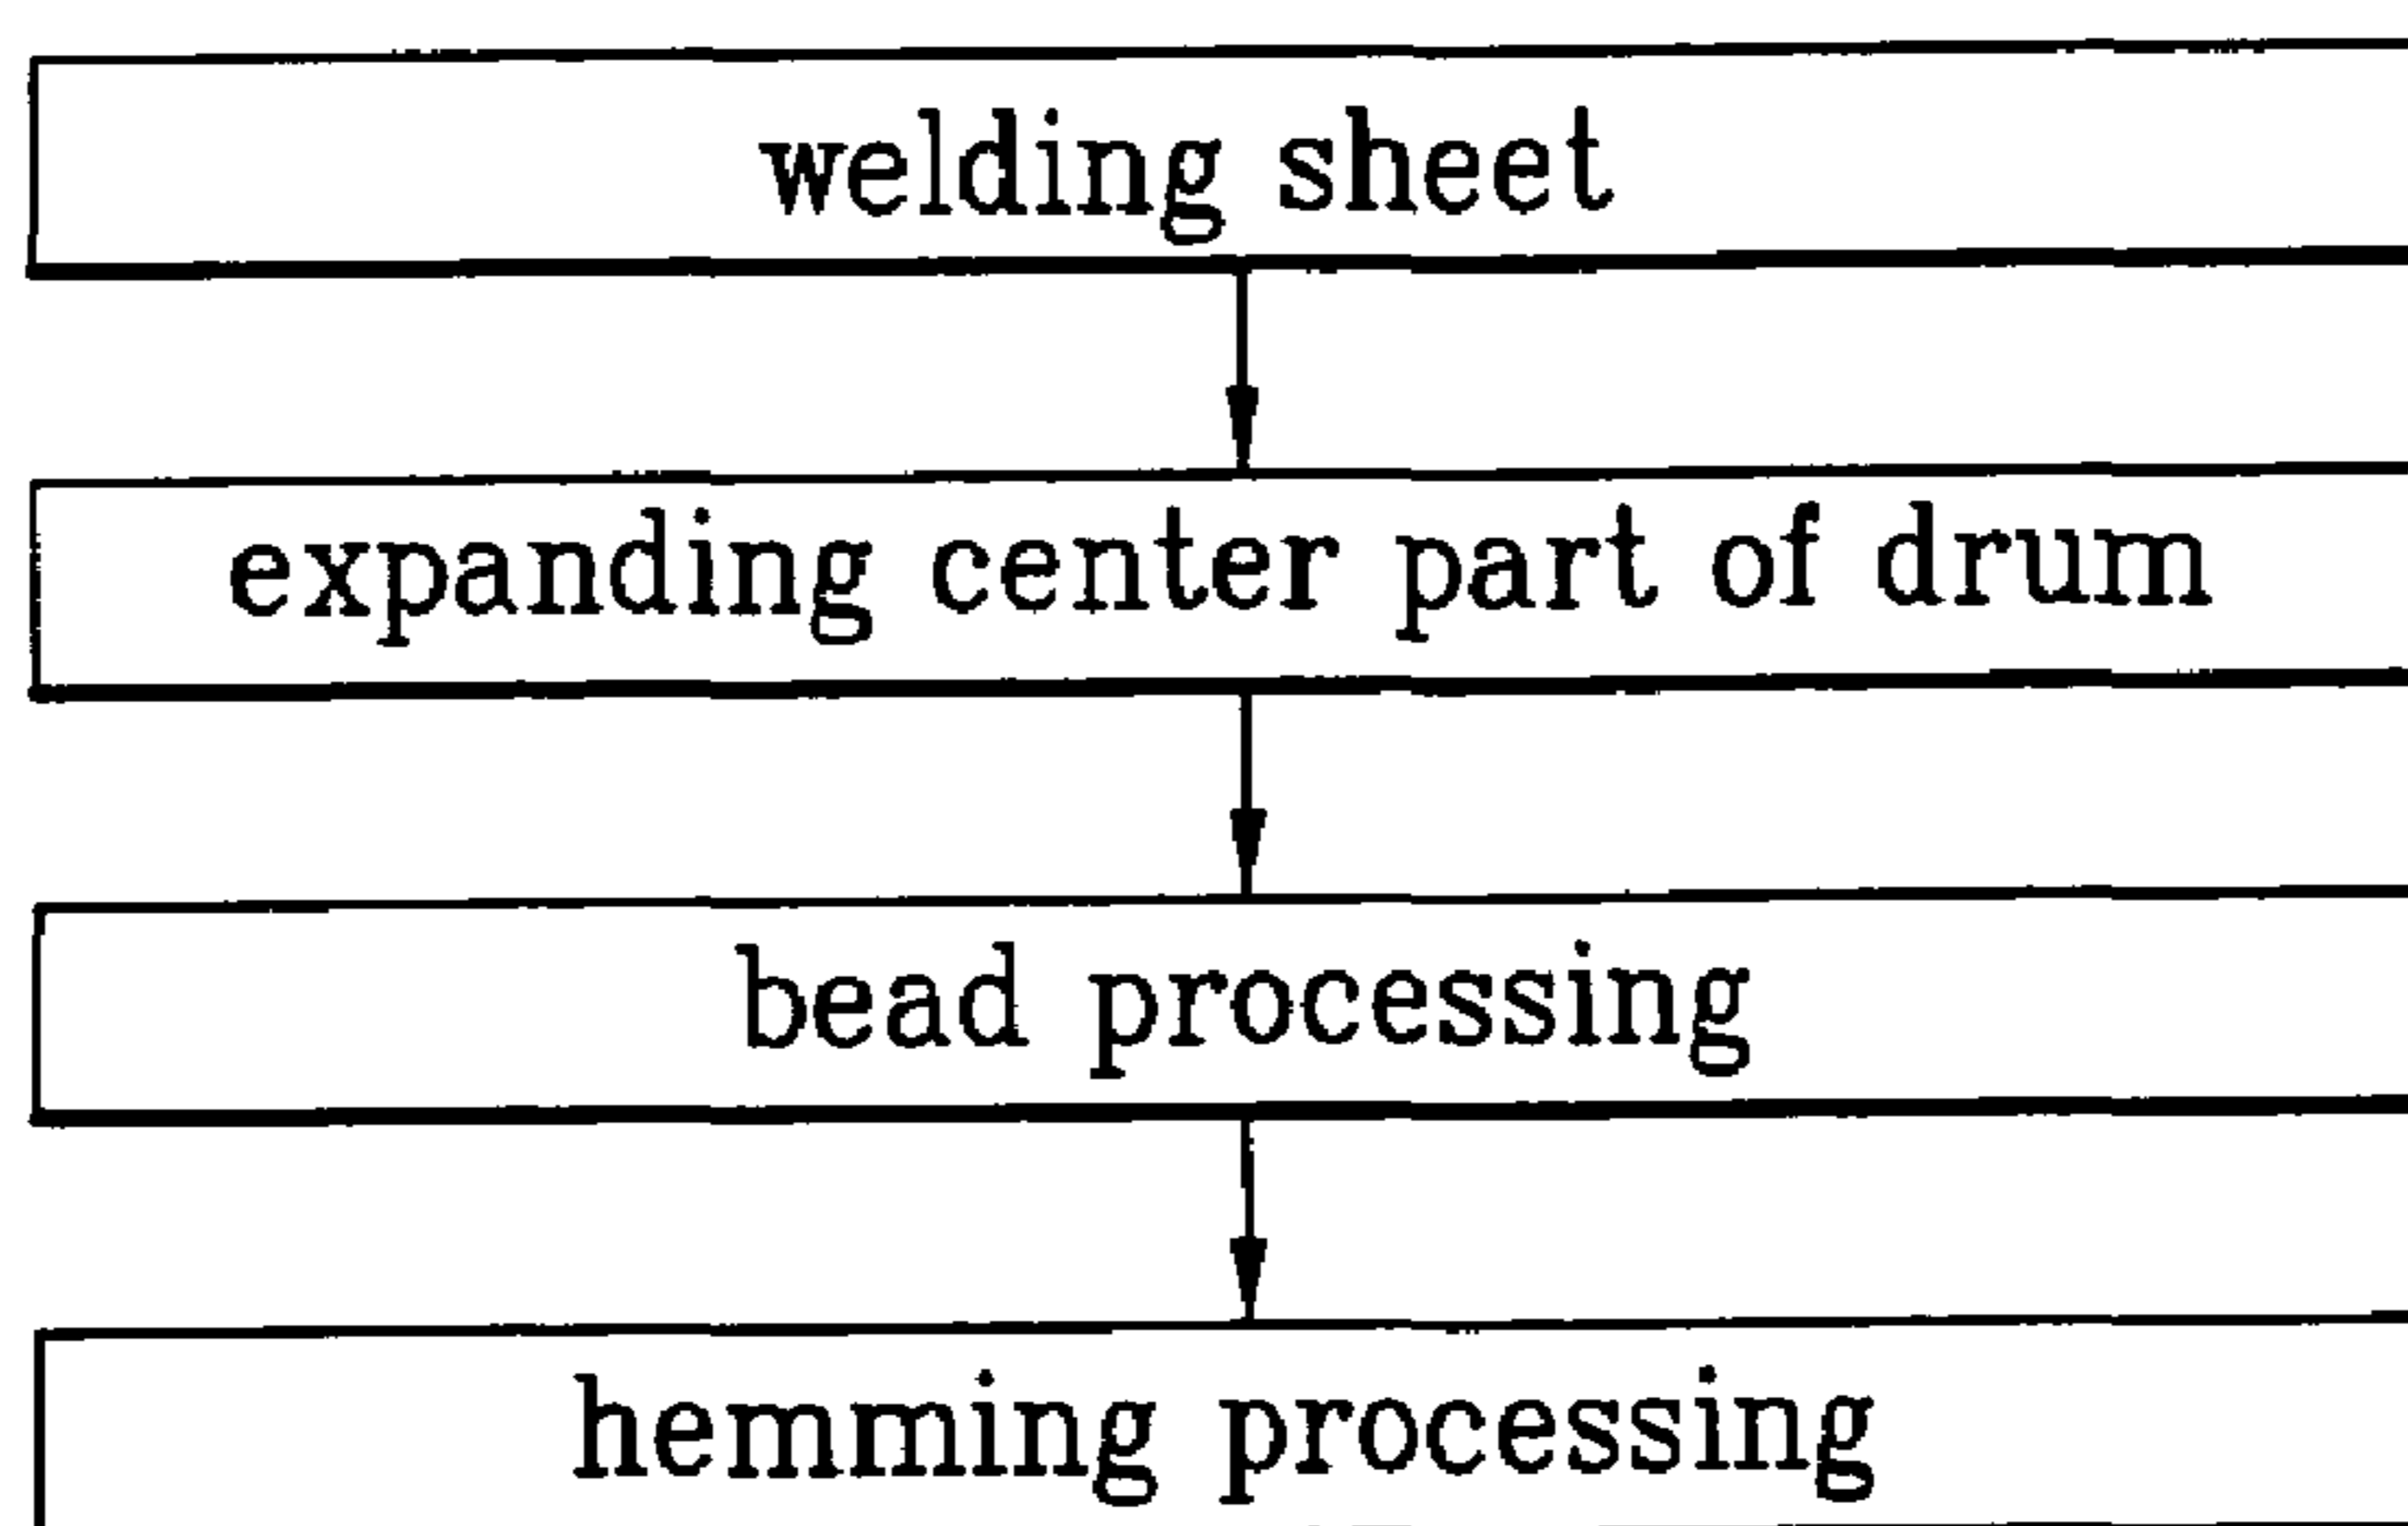 welding sheet
expanding center part of drum
bead processing
hemming processing